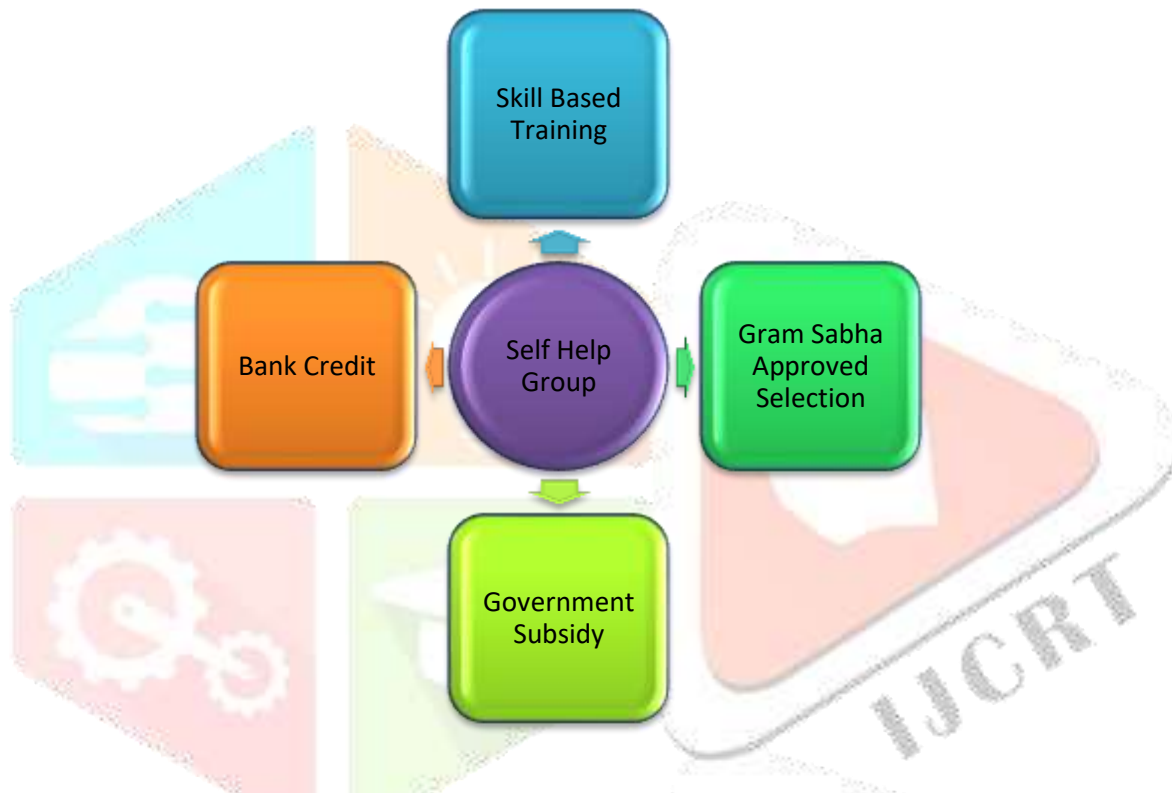 Skill Based
Training
Bank Credit
Self Help
Group
Gram Sabha
Approved
Selection
Government
Subsidy
IJCRT